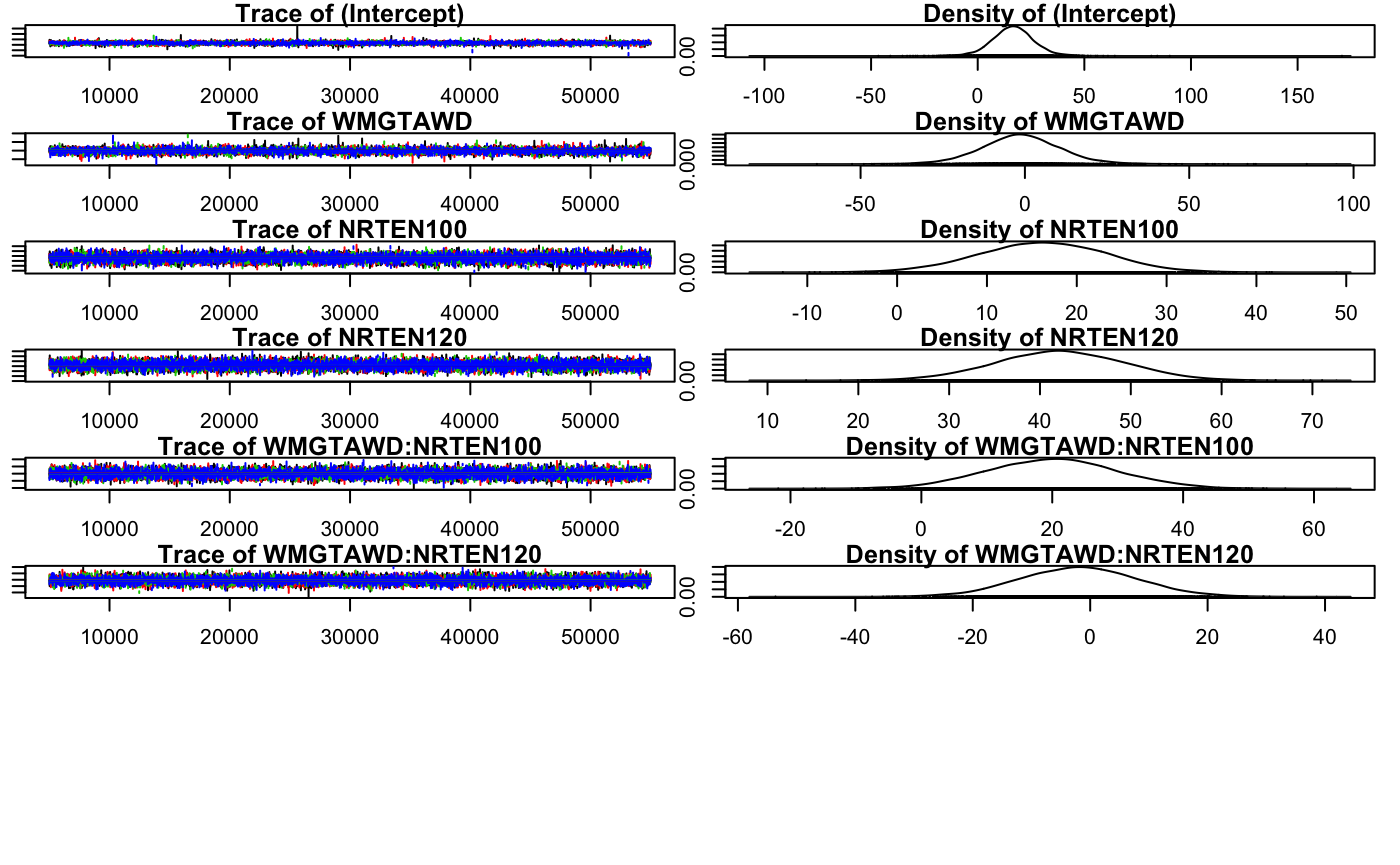 Trace of (Intercept) Density of (Intercept)
0.00
10000 20000 30000 40000 50000 -100 -50 0 50 100 150
Trace of WMGTAWD Density of WMGTAWD
0.0000
10000 20000 30000 40000 50000 -50 0 50 100
Trace of NRTEN100 Density of NRTEN100
0.00
10000 20000 30000 40000 50000 -10 0 10 20 30 40 50
Trace of NRTEN120 Density of NRTEN120
0.00
10000 20000 30000 40000 50000 10 20 30 40 50 60 70
Trace of WMGTAWD:NRTEN100 Density of WMGTAWD:NRTEN100
0.00
10000 20000 30000 40000 50000 -20 0 20 40 60
Trace of WMGTAWD:NRTEN120 Density of WMGTAWD:NRTEN120
0.00
10000 20000 30000 40000 50000 -60 -40 -20 0 20 40